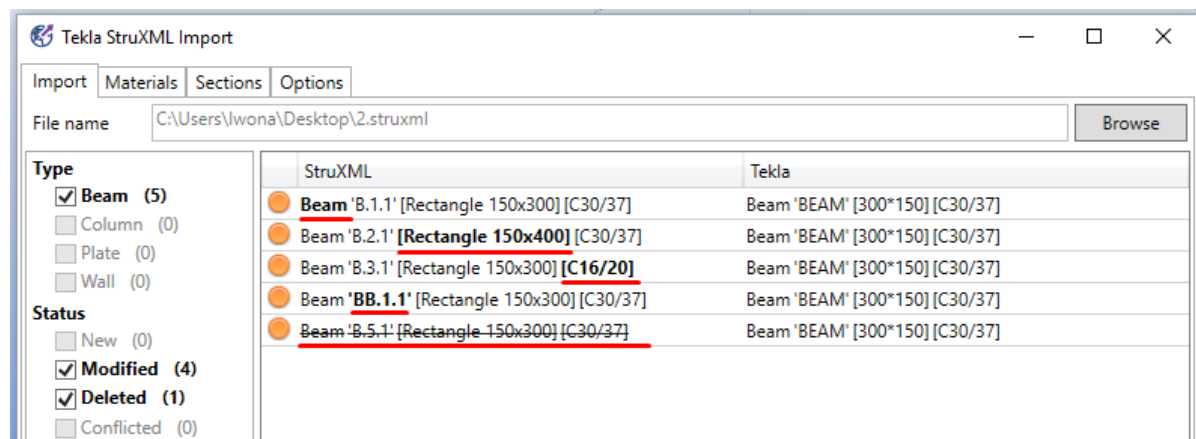 Tekla StruXML Import
Import Materials Sections Options
File name C:\Users\Iwona\Desktop\2.struxml Browse
Type
Beam (5)
Column (0)
Plate (0)
Wall (0)
Status
New (0)
Modified (4)
Deleted (1)
Conflicted (0)
StruXML Tekla
Beam 'B.1.1' [Rectangle 150x300] [C30/37] Beam 'BEAM' [300*150] [C30/37]
Beam 'B.2.1' [Rectangle 150x400] [C30/37] Beam 'BEAM' [300*150] [C30/37]
Beam 'B.3.1' [Rectangle 150x300] [C16/20] Beam 'BEAM' [300*150] [C30/37]
Beam 'BB.1.1' [Rectangle 150x300] [C30/37] Beam 'BEAM' [300*150] [C30/37]
Beam 'B.5.1' [Rectangle 150x300] [C30/37] Beam 'BEAM' [300*150] [C30/37]